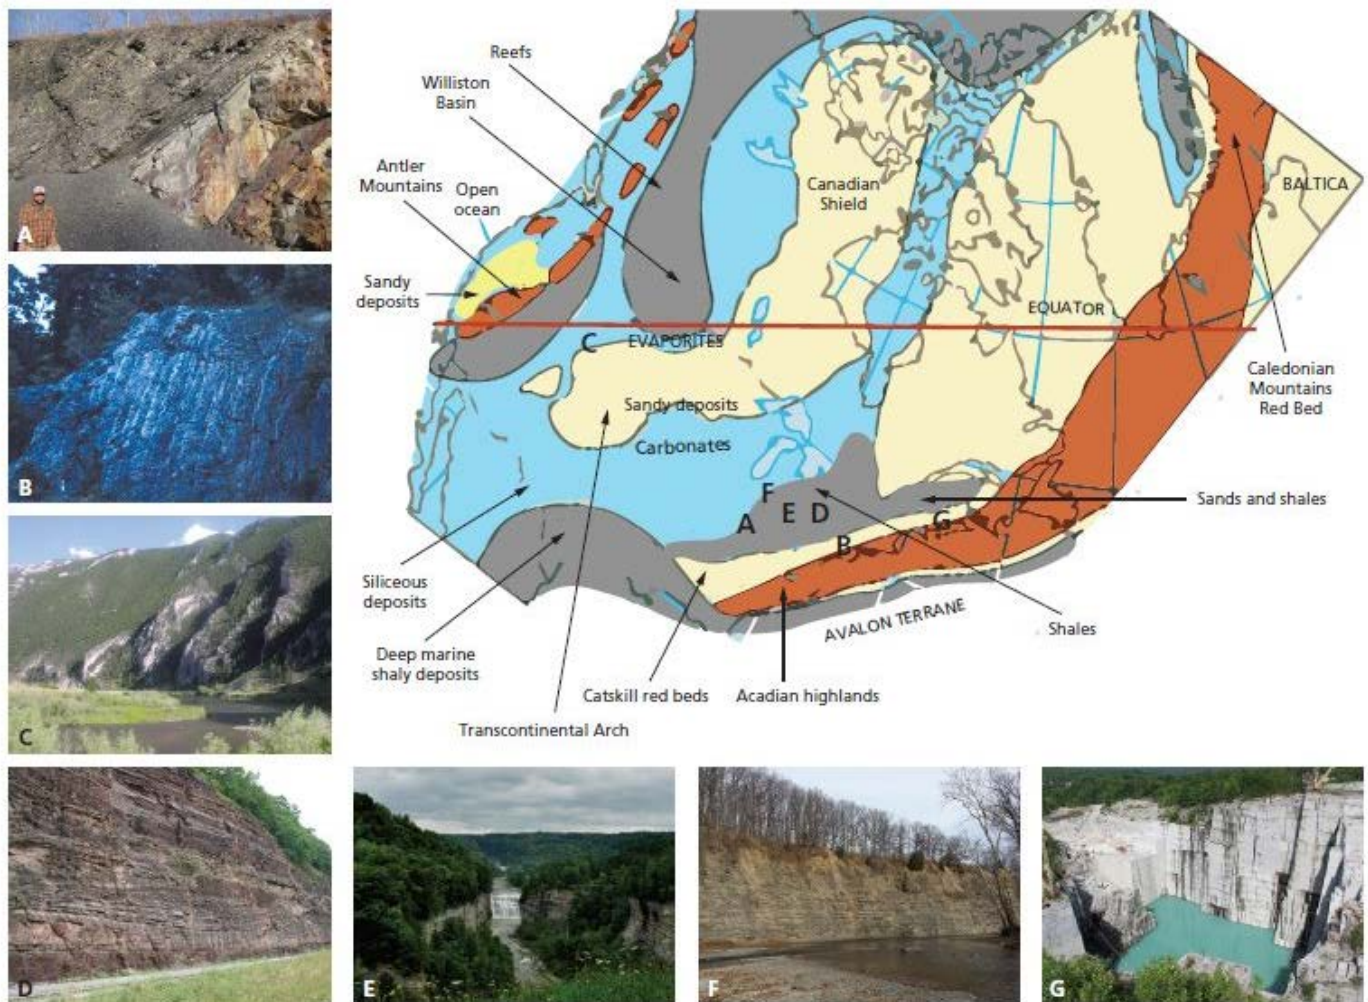 Reefs
Williston
Basin
Antler
Mountains
Open
ocean
Sandy
deposits
Canadian
Shield
BALTICA
EQUATOR
C
EVAPORITES
Sandy deposits
Carbonates
Caledonian
Mountains
Red Bed
F
A
E
D
G
B
Sands and shales
Siliceous
deposits
Deep marine
shaly deposits
AVALON TERRANE
Shales
Catskill red beds
Acadian highlands
Transcontinental Arch
A
B
C
D
E
F
G